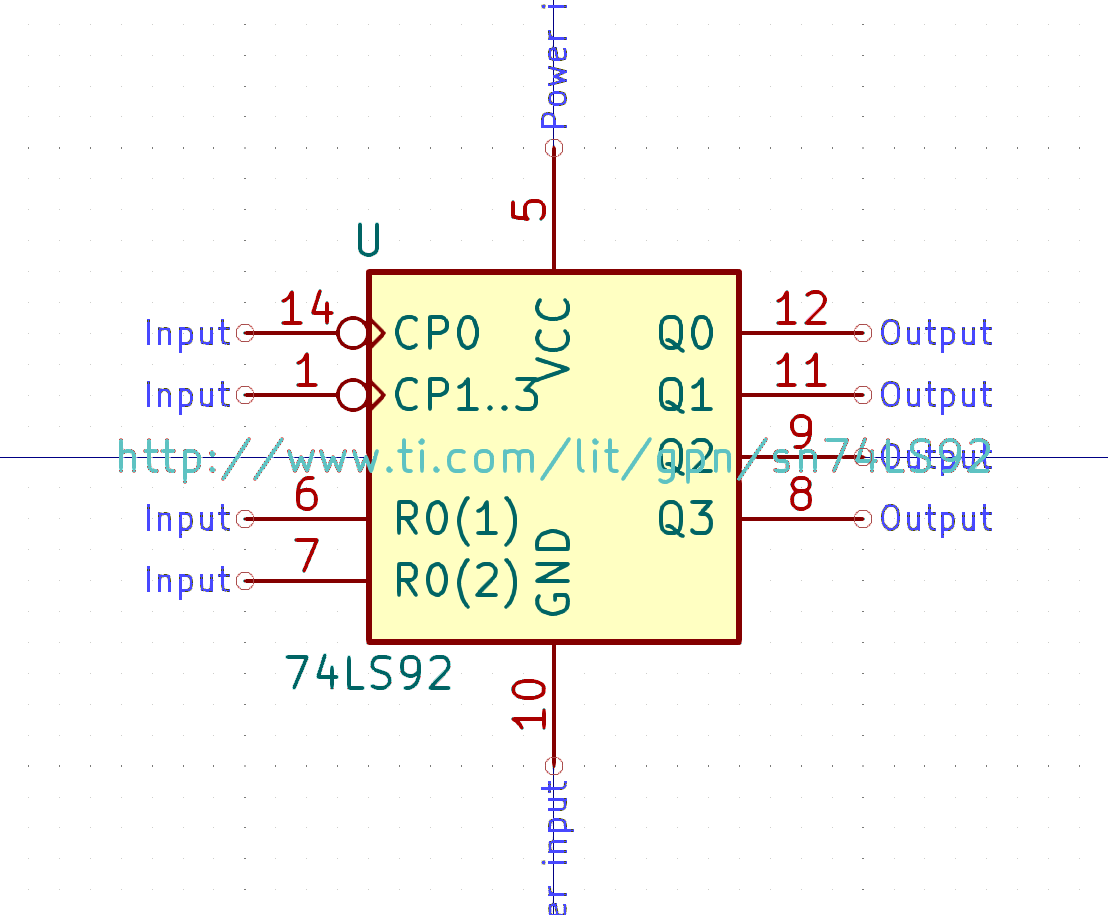 Power i
5
U
14 12
Input CP0 VCC Q0 Output
1 11
Input CP1..3 Q1 Output
9
http://www.ti.com/lit/gpn/sn74LS92
Q2 Output
6 8
Input R0(1) Q3 Output
7
Input R0(2) GND
74LS92
10
er input